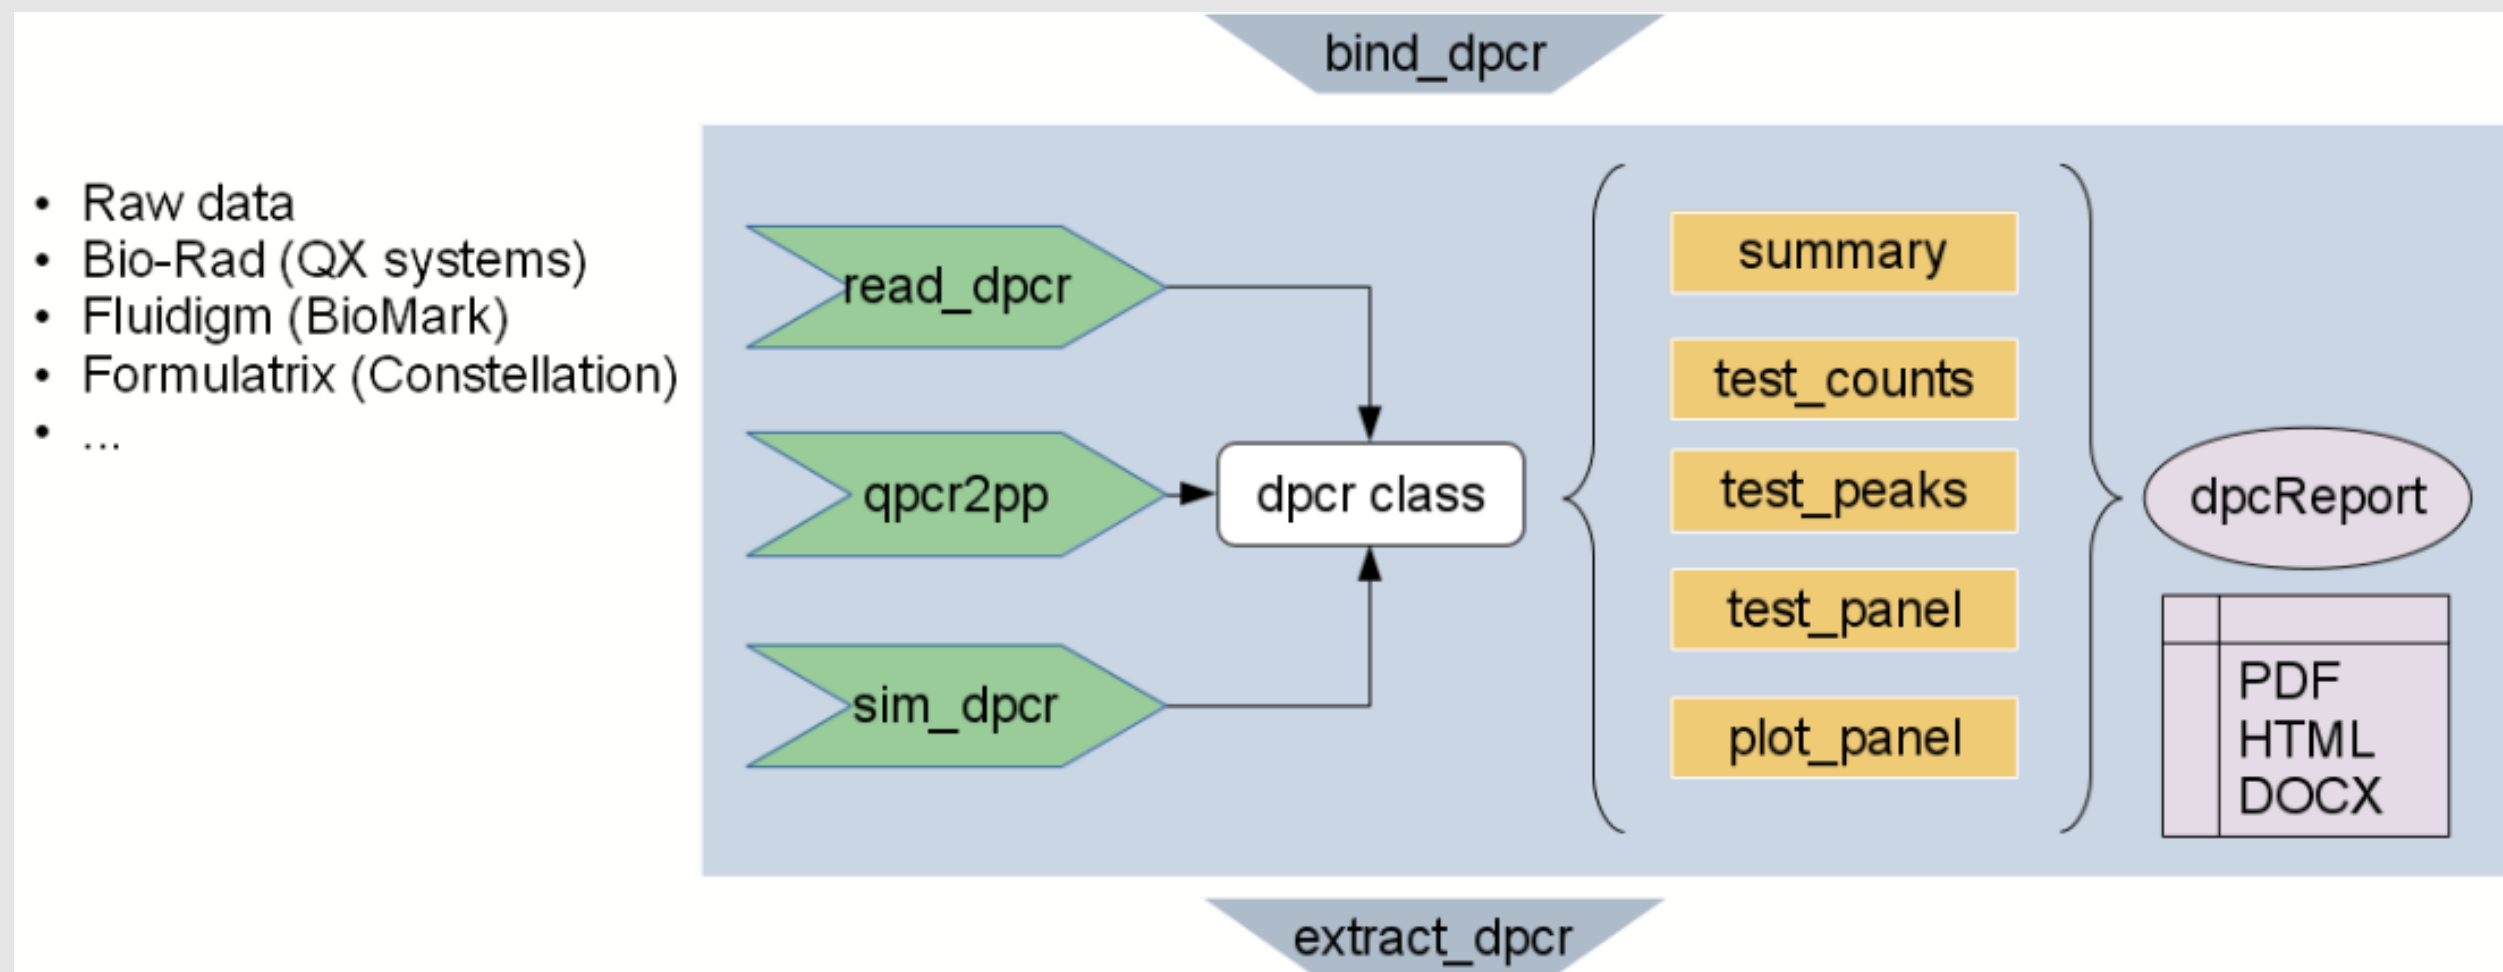 bind_dpcr
• Raw data
• Bio-Rad (QX systems)
• Fluidigm (BioMark)
• Formulatrix (Constellation)
• ...
read_dpcr
qpcr2pp
sim_dpcr
dpcr class
summary
test_counts
test_peaks
test_panel
plot_panel
dpcReport
PDF
HTML
DOCX
extract_dpcr